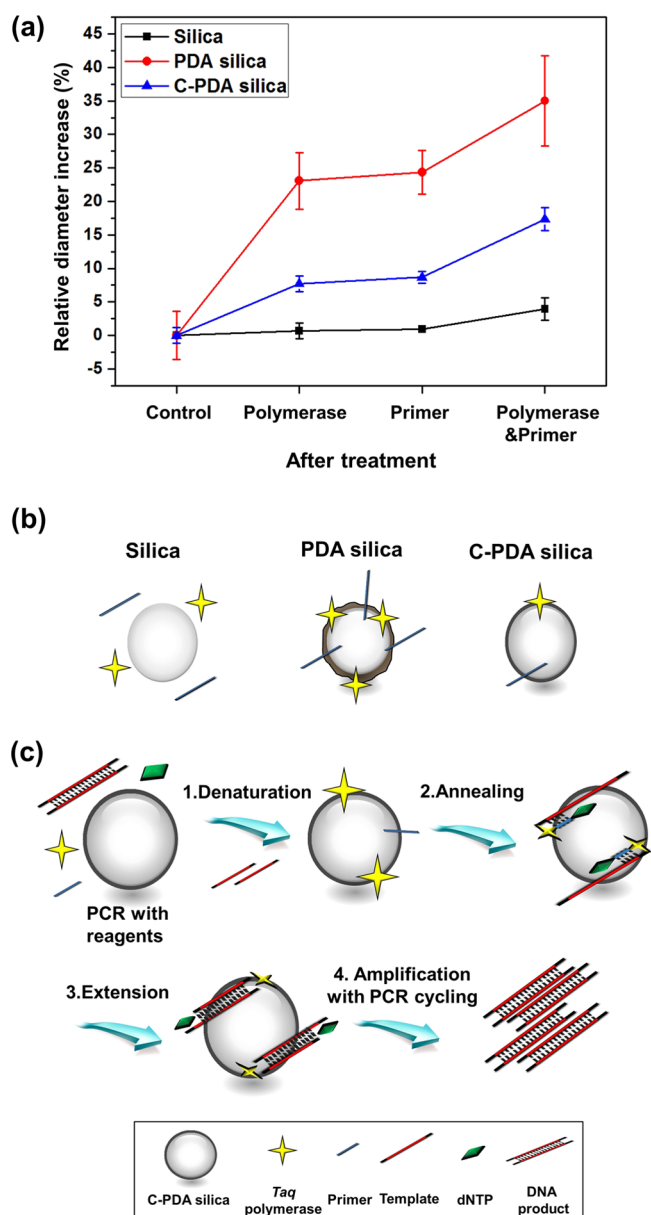 (a)
Silica
PDA silica
C-PDA silica
Relative diameter increase (%)
45
40
35
30
25
20
15
10
5
0
-5
Control
Polymerase
Primer
Polymerase
&Primer
After treatment
(b)
Silica
PDA silica
C-PDA silica
(c)
1.Denaturation
2.Annealing
PCR with
reagents
3.Extension
4. Amplification
with PCR cycling
C-PDA silica
Taq
polymerase
Primer
Template
dNTP
DNA
product